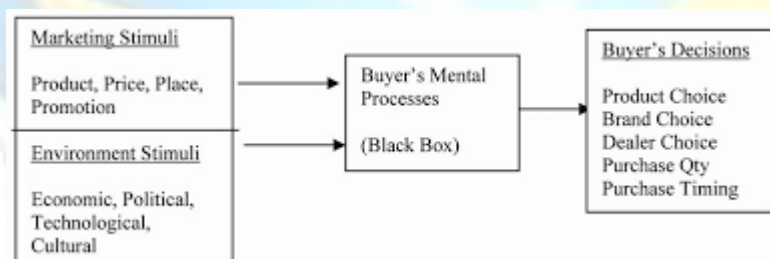 Marketing Stimuli
Product, Price, Place,
Promotion
Environment Stimuli
Economic, Political,
Technological,
Cultural
Buyer's Mental
Processes
(Black Box)
Buyer's Decisions
Product Choice
Brand Choice
Dealer Choice
Purchase Qty
Purchase Timing